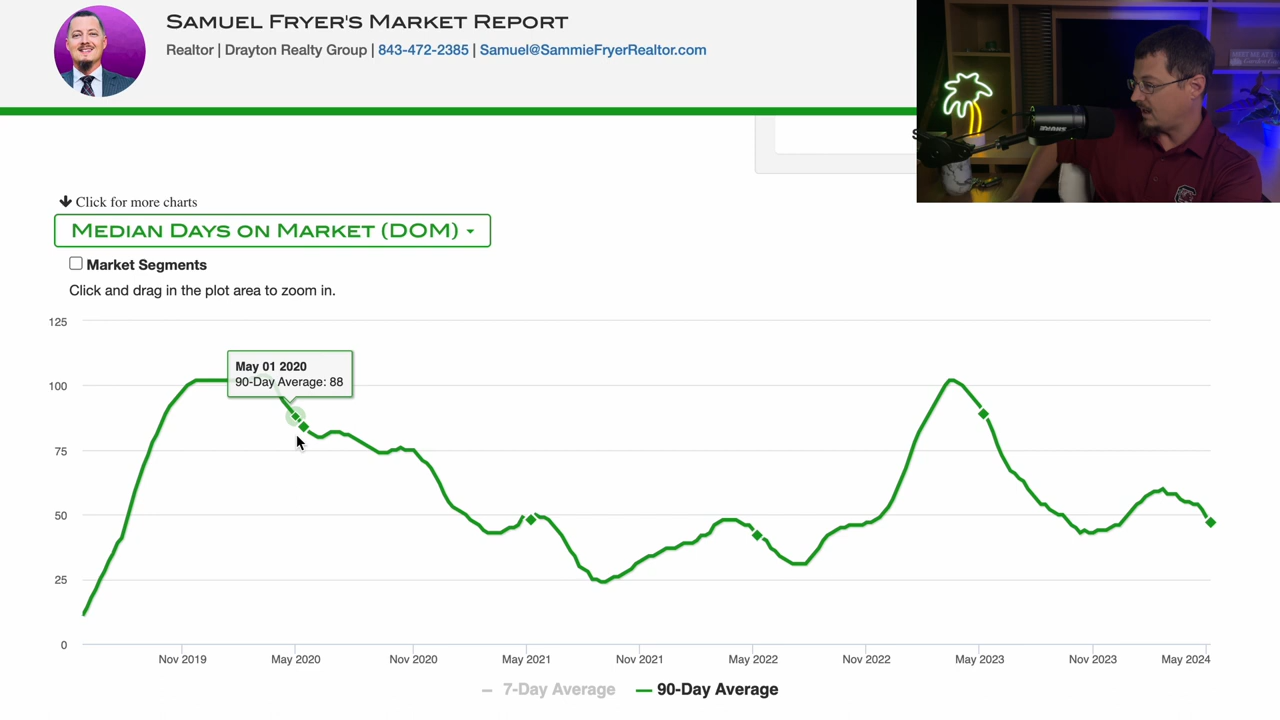 SAMUEL FRYER'S MARKET REPORT
Realtor | Drayton Realty Group | 843-472-2385 | Samuel@SammieFryerRealtor.com
Click for more charts
MEDIAN DAYS ON MARKET (DOM)
Market Segments
Click and drag in the plot area to zoom in.
125
100
75
50
25
0
May 01 2020
90-Day Average: 88
Nov 2019 May 2020 Nov 2020 May 2021 Nov 2021 May 2022 Nov 2022 May 2023 Nov 2023 May 2024
7-Day Average 90-Day Average